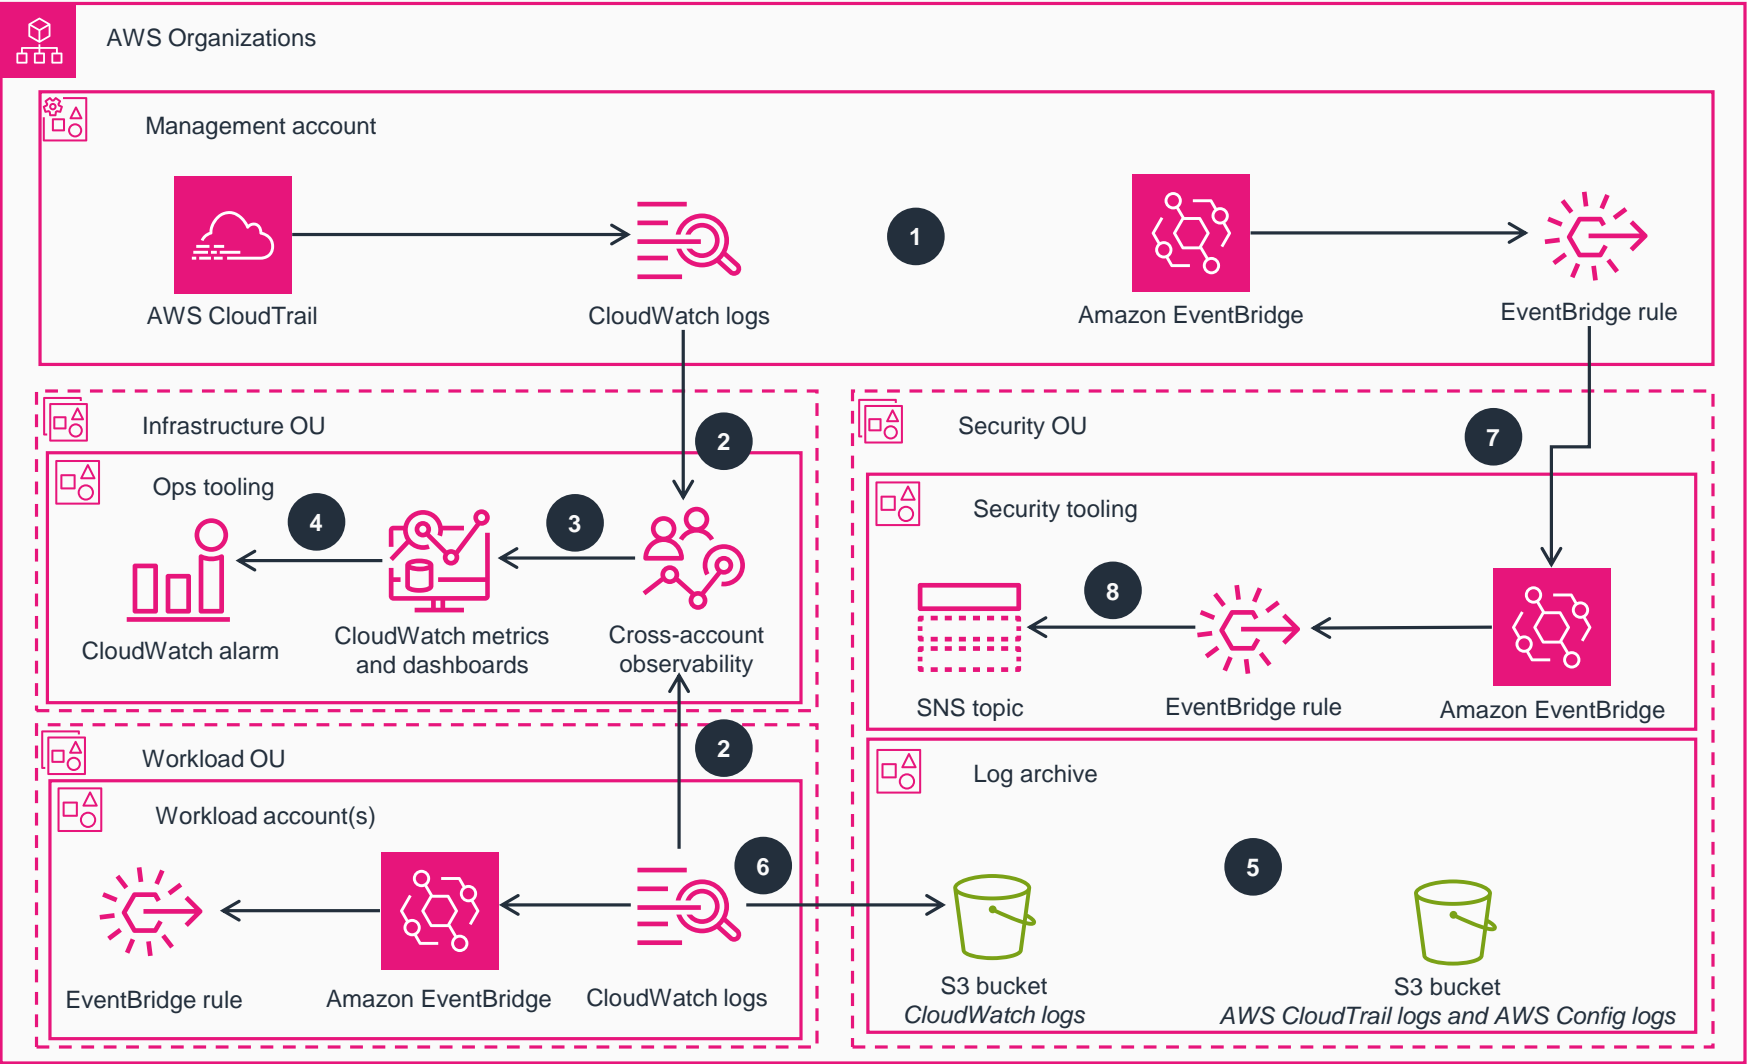 AWS Organizations
Management account
AWS CloudTrail
CloudWatch logs
1
Amazon EventBridge
EventBridge rule
Infrastructure OU
2
Ops tooling
4
3
CloudWatch alarm
CloudWatch metrics
and dashboards
Cross-account
observability
Security OU
7
Security tooling
8
SNS topic
EventBridge rule
Amazon EventBridge
Workload OU
2
Workload account(s)
6
EventBridge rule
Amazon EventBridge
CloudWatch logs
Log archive
5
S3 bucket
CloudWatch logs
S3 bucket
AWS CloudTrail logs and AWS Config logs